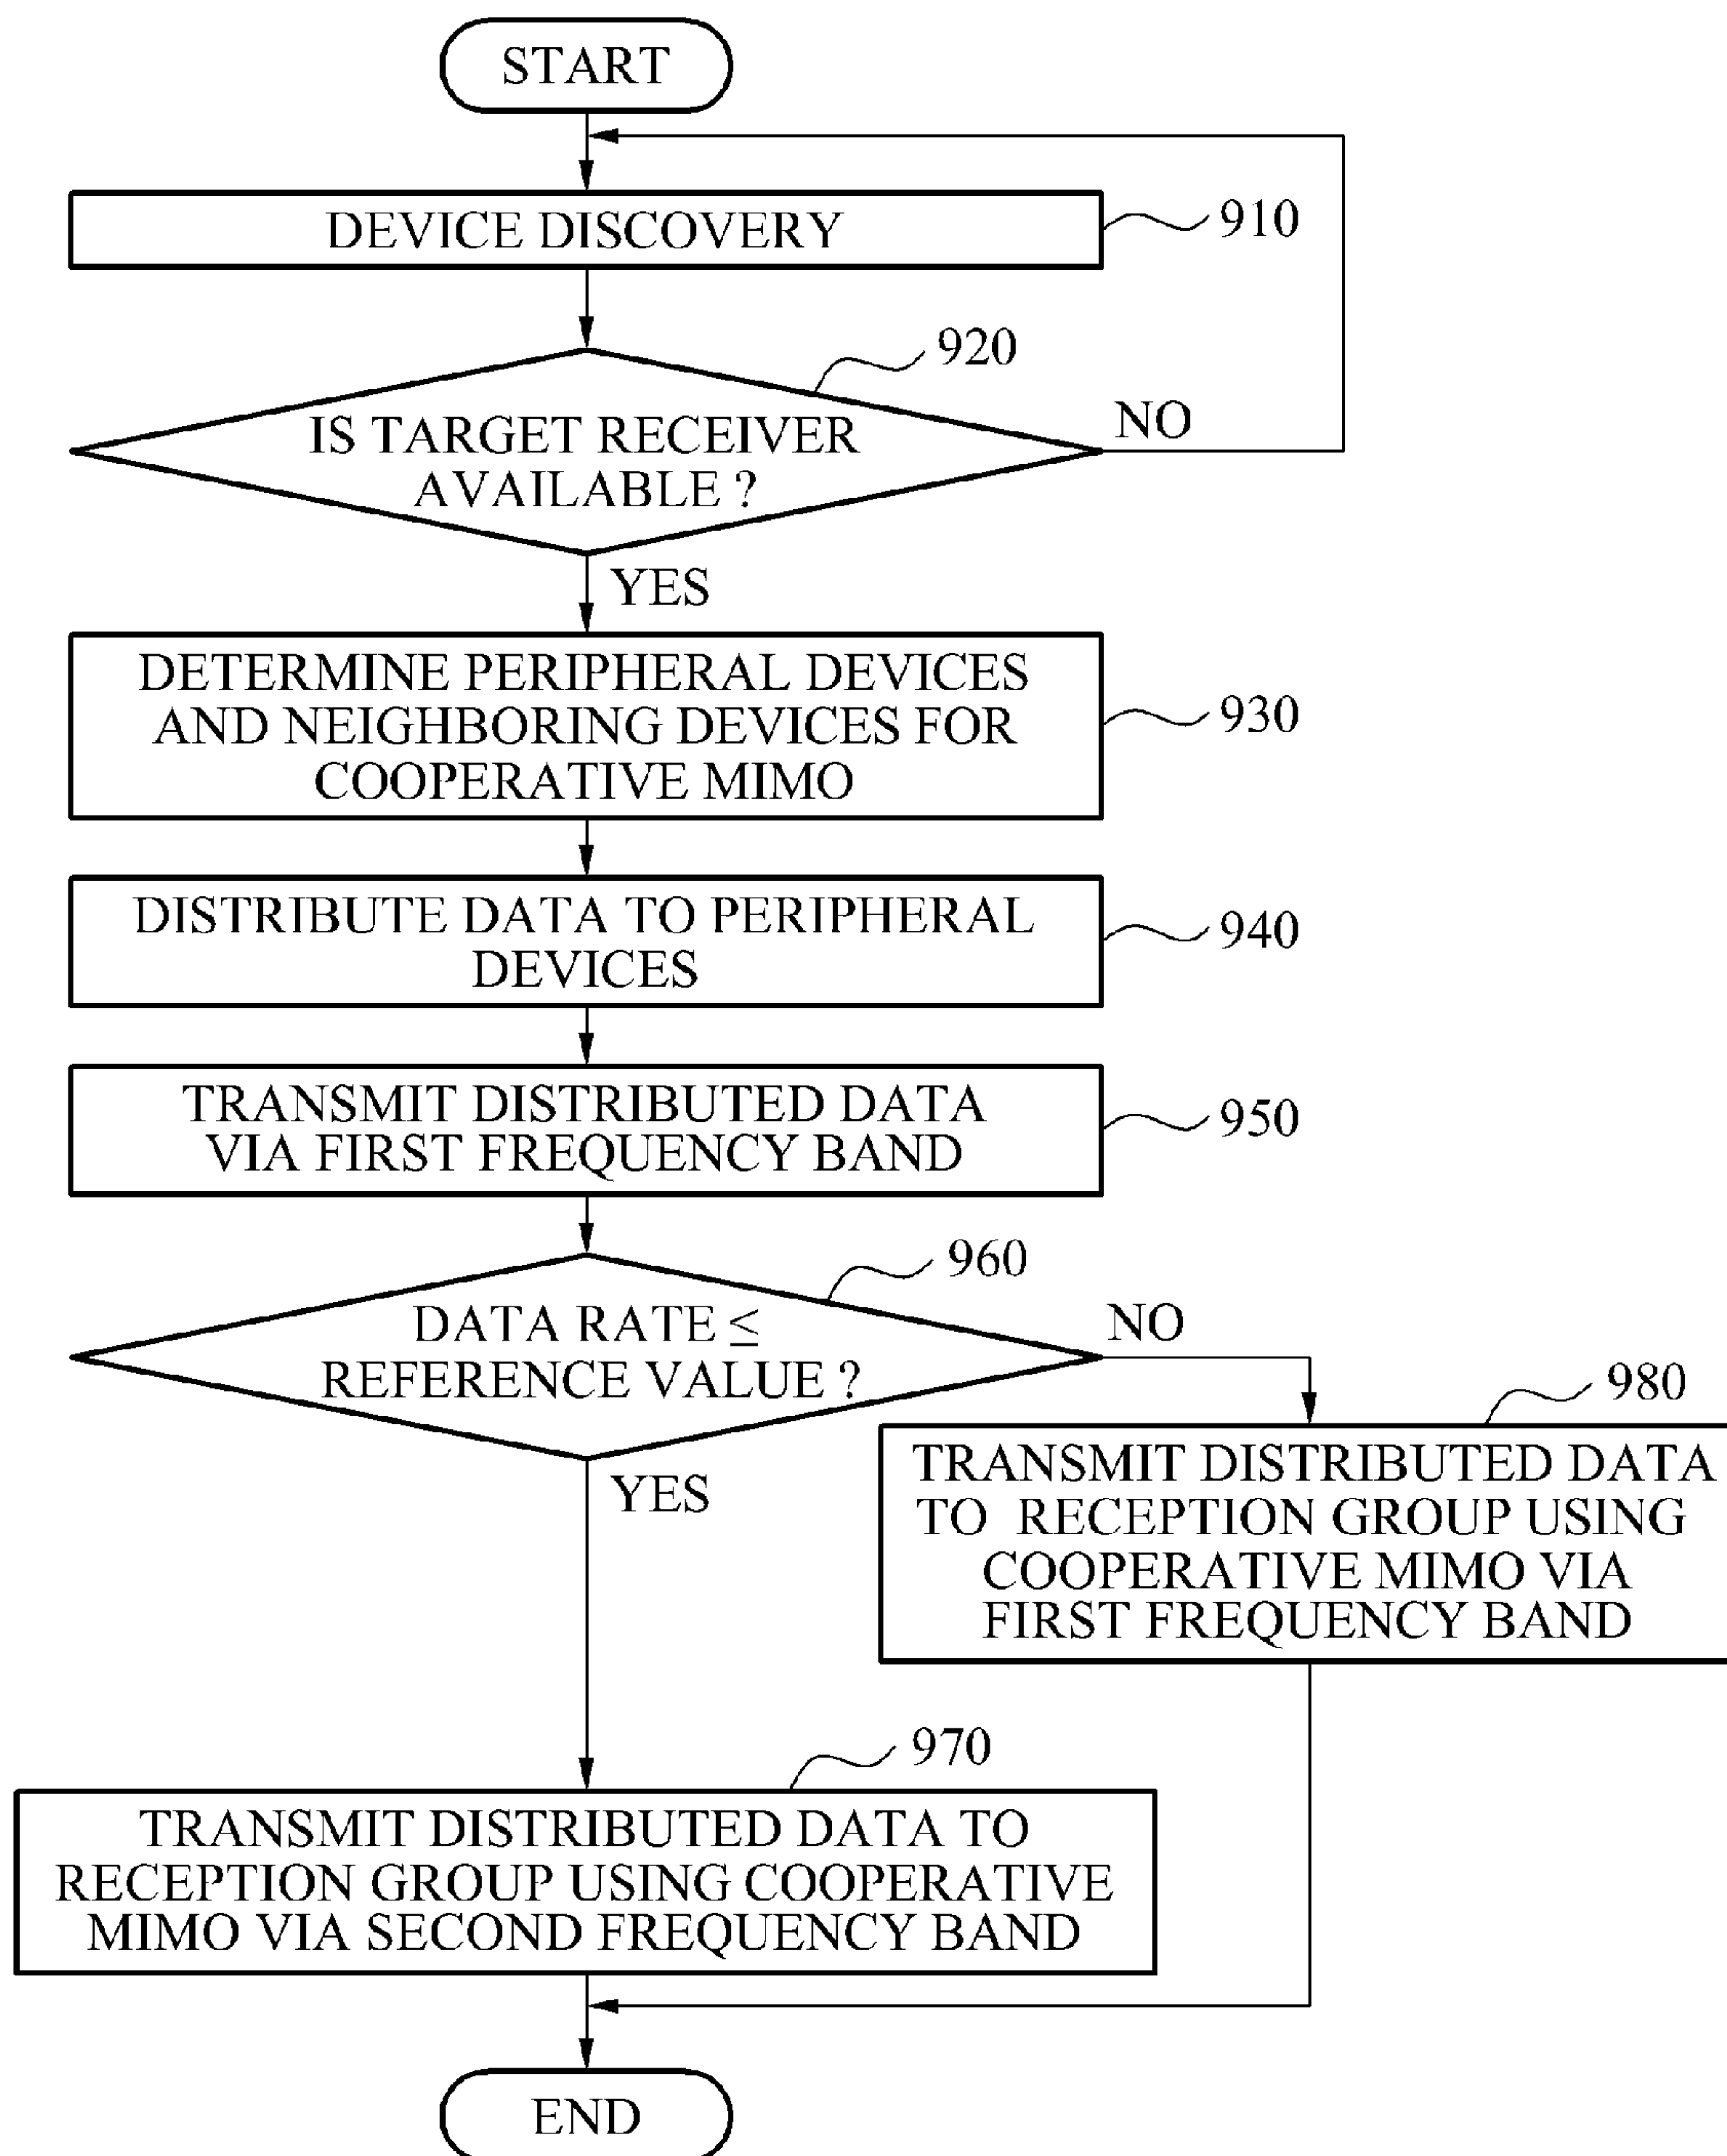 START
DEVICE DISCOVERY
910
920
IS TARGET RECEIVER
AVAILABLE ?
NO
YES
DETERMINE PERIPHERAL DEVICES
AND NEIGHBORING DEVICES FOR
COOPERATIVE MIMO
930
DISTRIBUTE DATA TO PERIPHERAL
DEVICES
940
TRANSMIT DISTRIBUTED DATA
VIA FIRST FREQUENCY BAND
950
960
DATA RATE ≤
REFERENCE VALUE ?
NO
YES
980
TRANSMIT DISTRIBUTED DATA
TO RECEPTION GROUP USING
COOPERATIVE MIMO VIA
FIRST FREQUENCY BAND
970
TRANSMIT DISTRIBUTED DATA TO
RECEPTION GROUP USING COOPERATIVE
MIMO VIA SECOND FREQUENCY BAND
END